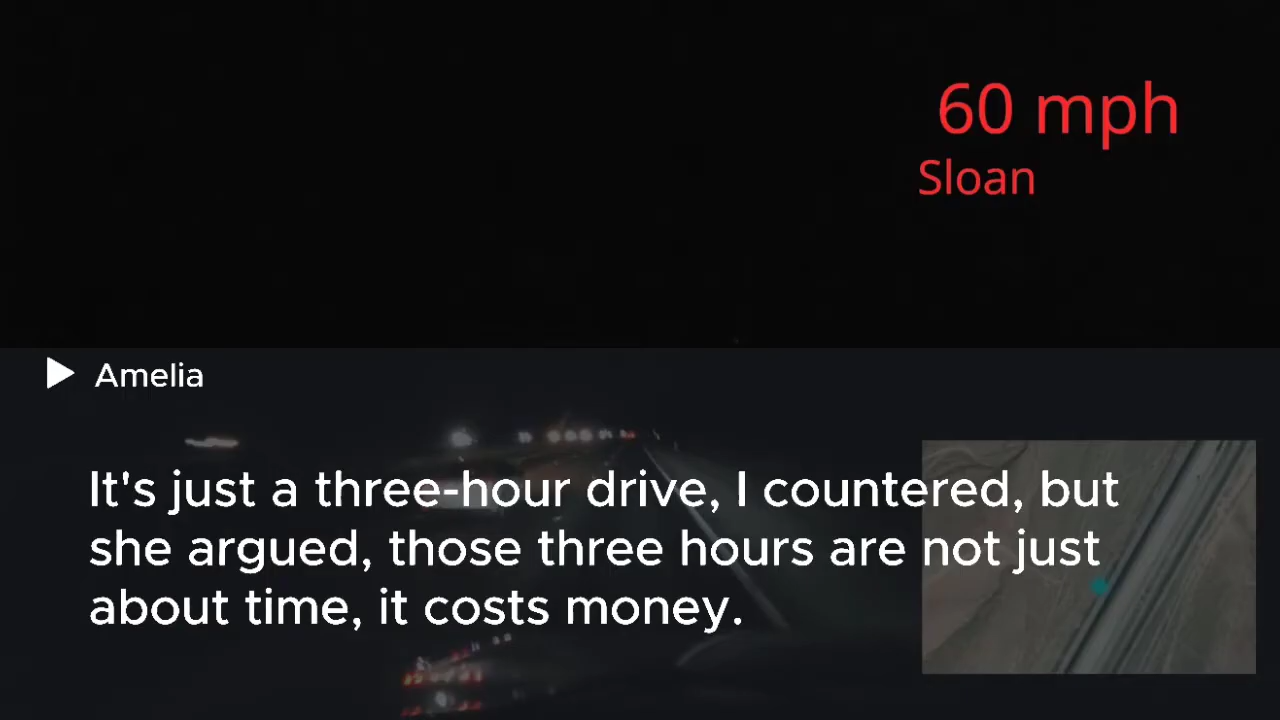 60 mph
Sloan
Amelia
It's just a three-hour drive, I countered, but
she argued, those three hours are not just
about time, it costs money.